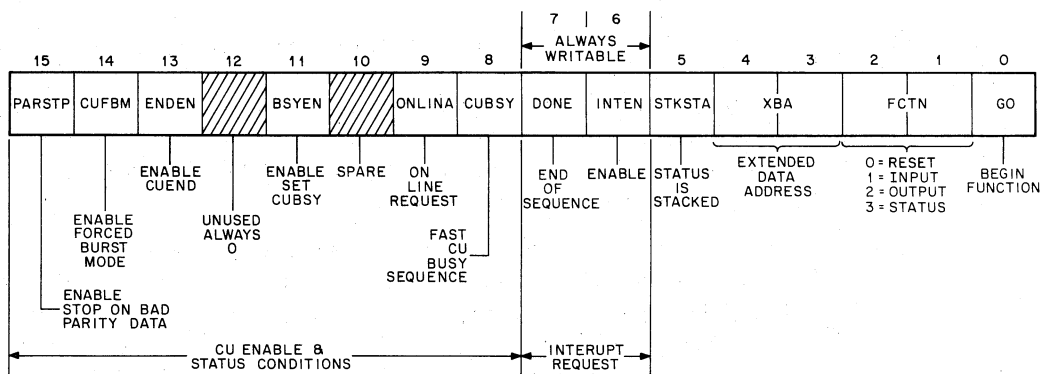 7 | 6
ALWAYS
WRITABLE
15 14 13 12 11 10 9 8 5 4 3 2 1 0
PARSTP CUFBM ENDEN BSYEN ONLINA CUBSY DONE INTEN STKSTA XBA FCTN GO
ENABLE
CUEND
ENABLE
SET
CUBSY
SPARE
ON
LINE
REQUEST
END
OF
SEQUENCE
ENABLE
STATUS
IS
STACKED
EXTENDED
DATA
ADDRESS
0 = RESET
1 = INPUT
2 = OUTPUT
3 = STATUS
BEGIN
FUNCTION
ENABLE
FORCED
BURST
MODE
UNUSED
ALWAYS
0
FAST
CU
BUSY
SEQUENCE
ENABLE
STOP ON BAD
PARITY DATA
CU ENABLE &
STATUS CONDITIONS
INTERUPT
REQUEST